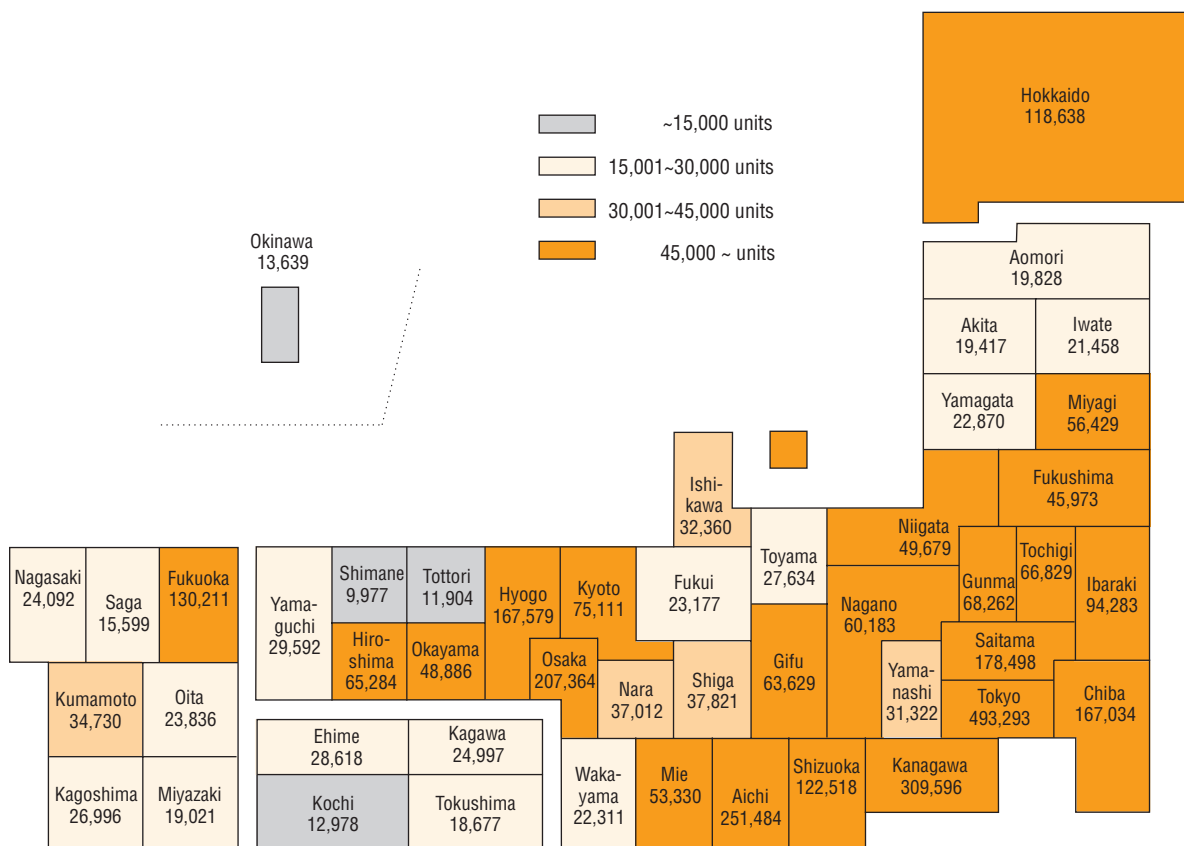 Hokkaido
118,638
~15,000 units
15,001~30,000 units
30,001~45,000 units
45,000 ~ units
Okinawa
13,639
Aomori
19,828
Akita
19,417
Iwate
21,458
Yamagata
22,870
Miyagi
56,429
Ishi-
kawa
32,360
Fukushima
45,973
Niigata
49,679
Toyama
27,634
Tochigi
66,829
Gunma
68,262
Ibaraki
94,283
Nagasaki
24,092
Saga
15,599
Fukuoka
130,211
Yama-
guchi
29,592
Shimane
9,977
Tottori
11,904
Hyogo
167,579
Kyoto
75,111
Fukui
23,177
Nagano
60,183
Hiro-
shima
65,284
Okayama
48,886
Osaka
207,364
Nara
37,012
Shiga
37,821
Gifu
63,629
Yama-
nashi
31,322
Saitama
178,498
Tokyo
493,293
Chiba
167,034
Kumamoto
34,730
Oita
23,836
Kagoshima
26,996
Miyazaki
19,021
Ehime
28,618
Kagawa
24,997
Kochi
12,978
Tokushima
18,677
Waka-
yama
22,311
Mie
53,330
Aichi
251,484
Shizuoka
122,518
Kanagawa
309,596